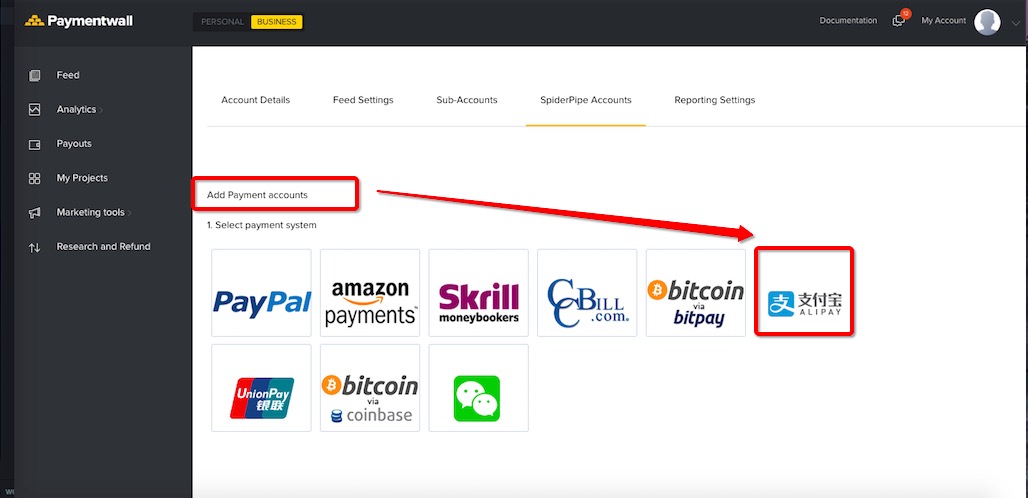 Paymentwall
PERSONAL BUSINESS
Documentation
12
My Account
Feed
Analytics
Payouts
My Projects
Marketing tools
Research and Refund
Account Details Feed Settings Sub-Accounts SpiderPipe Accounts Reporting Settings
Add Payment accounts
1. Select payment system
PayPal
amazon
payments™
Skrill
moneybookers
CCBILL
.com®
bitcoin
via
bitpay
支 支付宝
ALIPAY
UnionPay
银联
bitcoin
via
coinbase